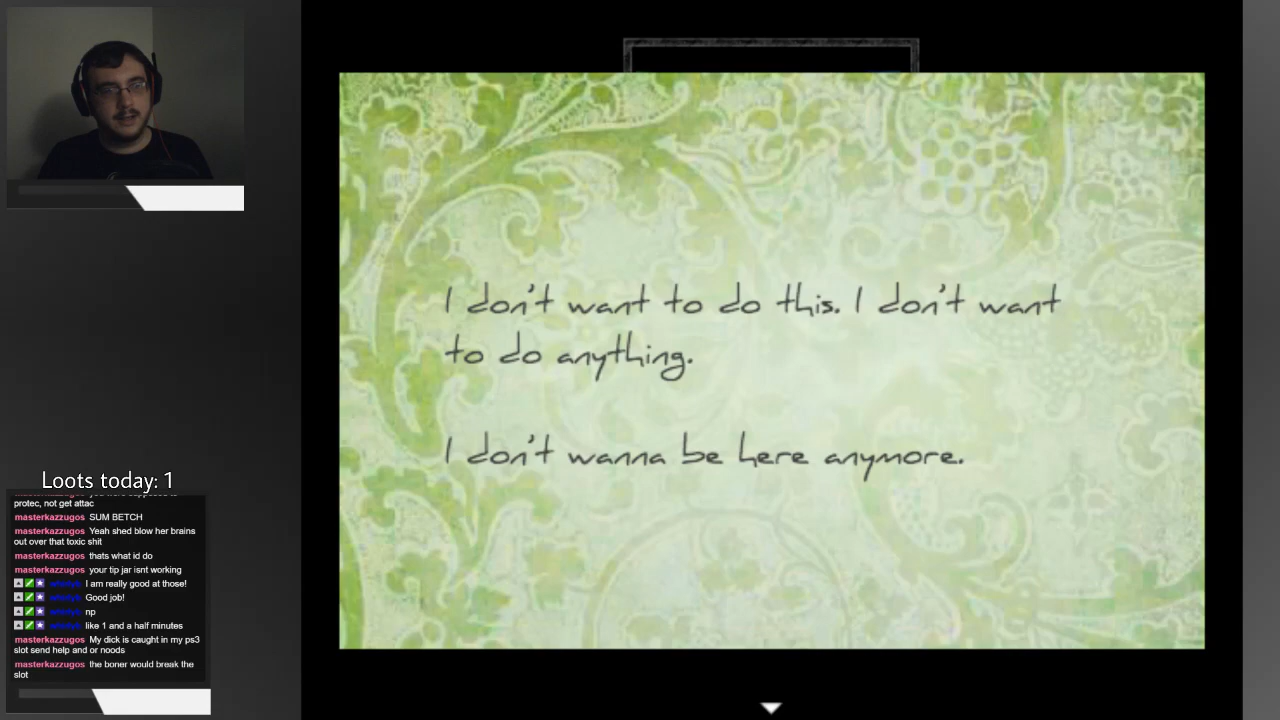 I don't want to do this. I don't want
to do anything.
I don't wanna be here anymore.
Loots today: 1
protec, not get attac
masterkazzugos SUM BETCH
masterkazzugos Yeah shed blow her brains
out over that toxic shit
masterkazzugos thats what id do
masterkazzugos your tip jar isnt working
I am really good at those!
Good job!
np
like 1 and a half minutes
masterkazzugos My dick is caught in my ps3
slot send help and or noods
masterkazzugos the boner would break the
slot